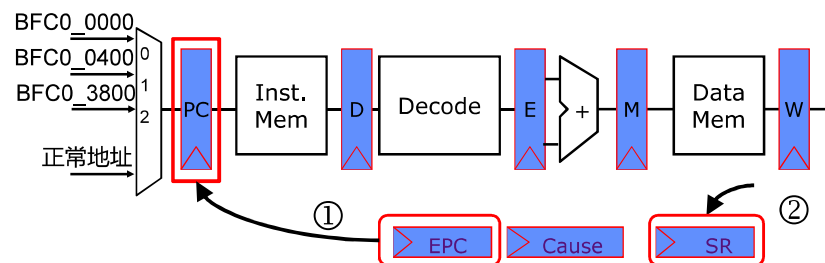 BFC0_0000
BFC0_0400
BFC0_3800
正常地址
0
1
2
PC
Inst.
Mem
D
Decode
E
+
M
Data
Mem
W
①
②
EPC
Cause
SR